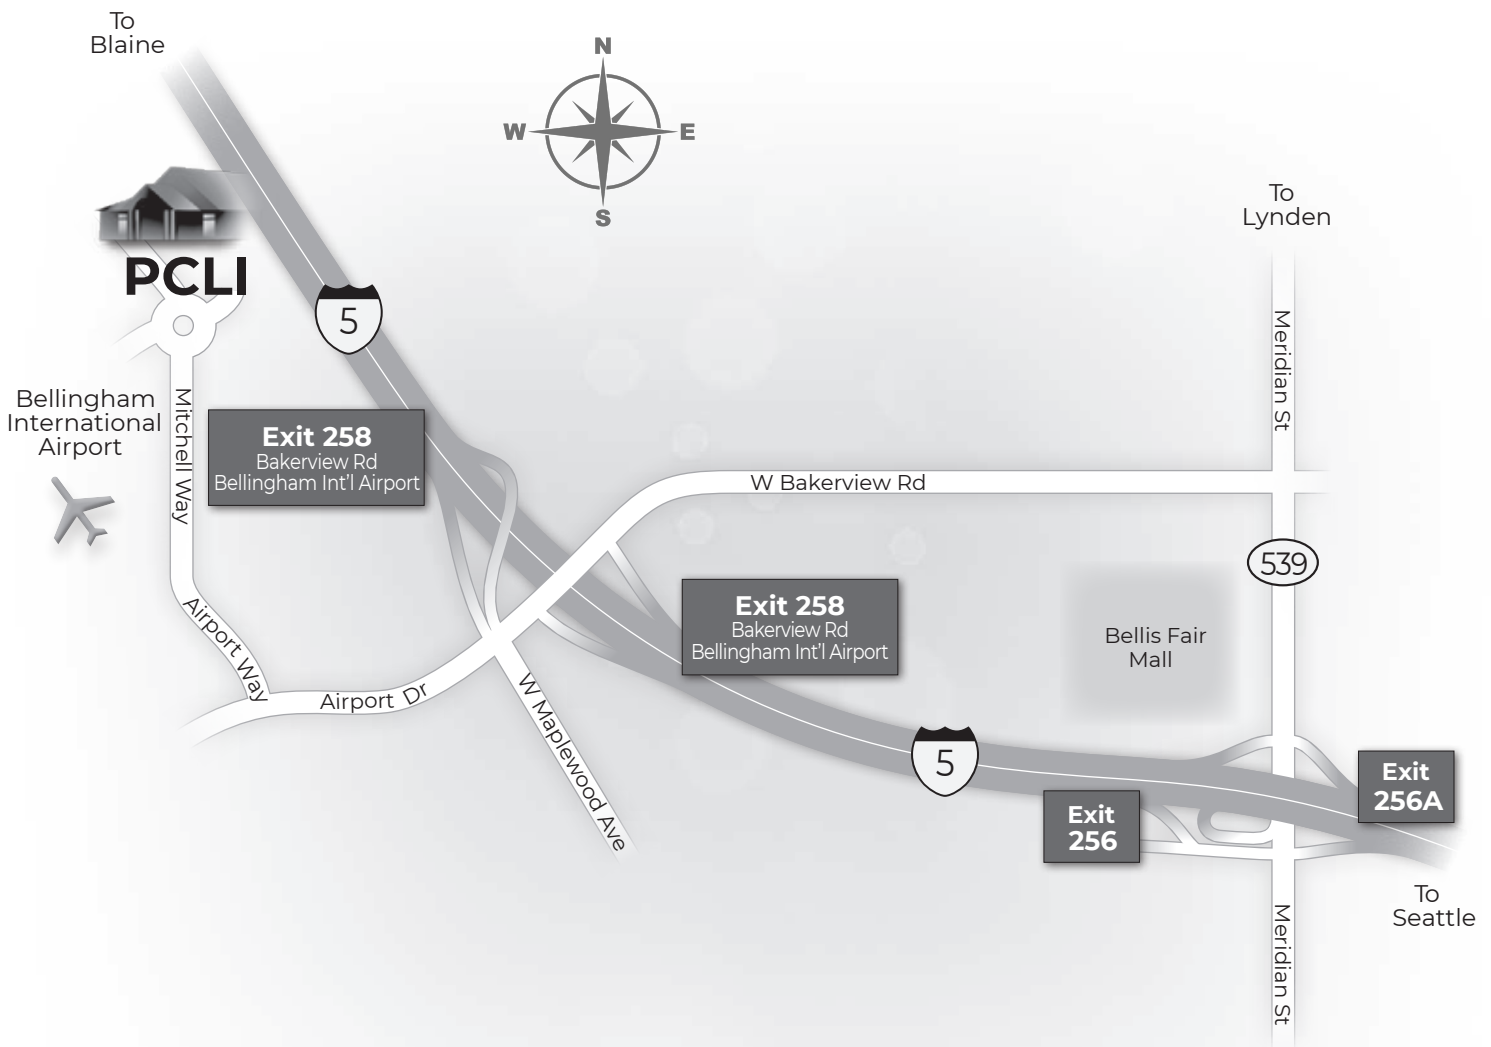 To
Blaine
N
W
E
S
To
Lynden
PCLI
5
Meridian St
Bellingham
International
Airport
Mitchell Way
Exit 258
Bakerview Rd
Bellingham Int'l Airport
W Bakerview Rd
539
Exit 258
Bakerview Rd
Bellingham Int'l Airport
Bellis Fair
Mall
Airport Way
Airport Dr
W Maplewood Ave
5
Exit
256A
Exit
256
To
Seattle
Meridian St